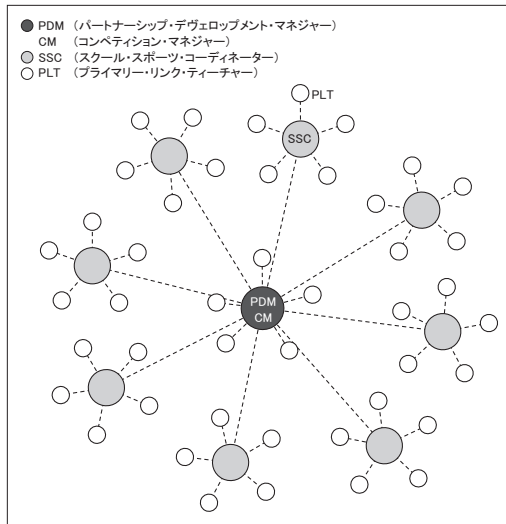 PDM （パートナーシップ・デヴェロップメント・マネジャー）
CM （コンペティション・マネジャー）
SSC （スクール・スポーツ・コーディネーター）
PLT （プライマリー・リンク・ティーチャー）
PLT
SSC
PDM
CM